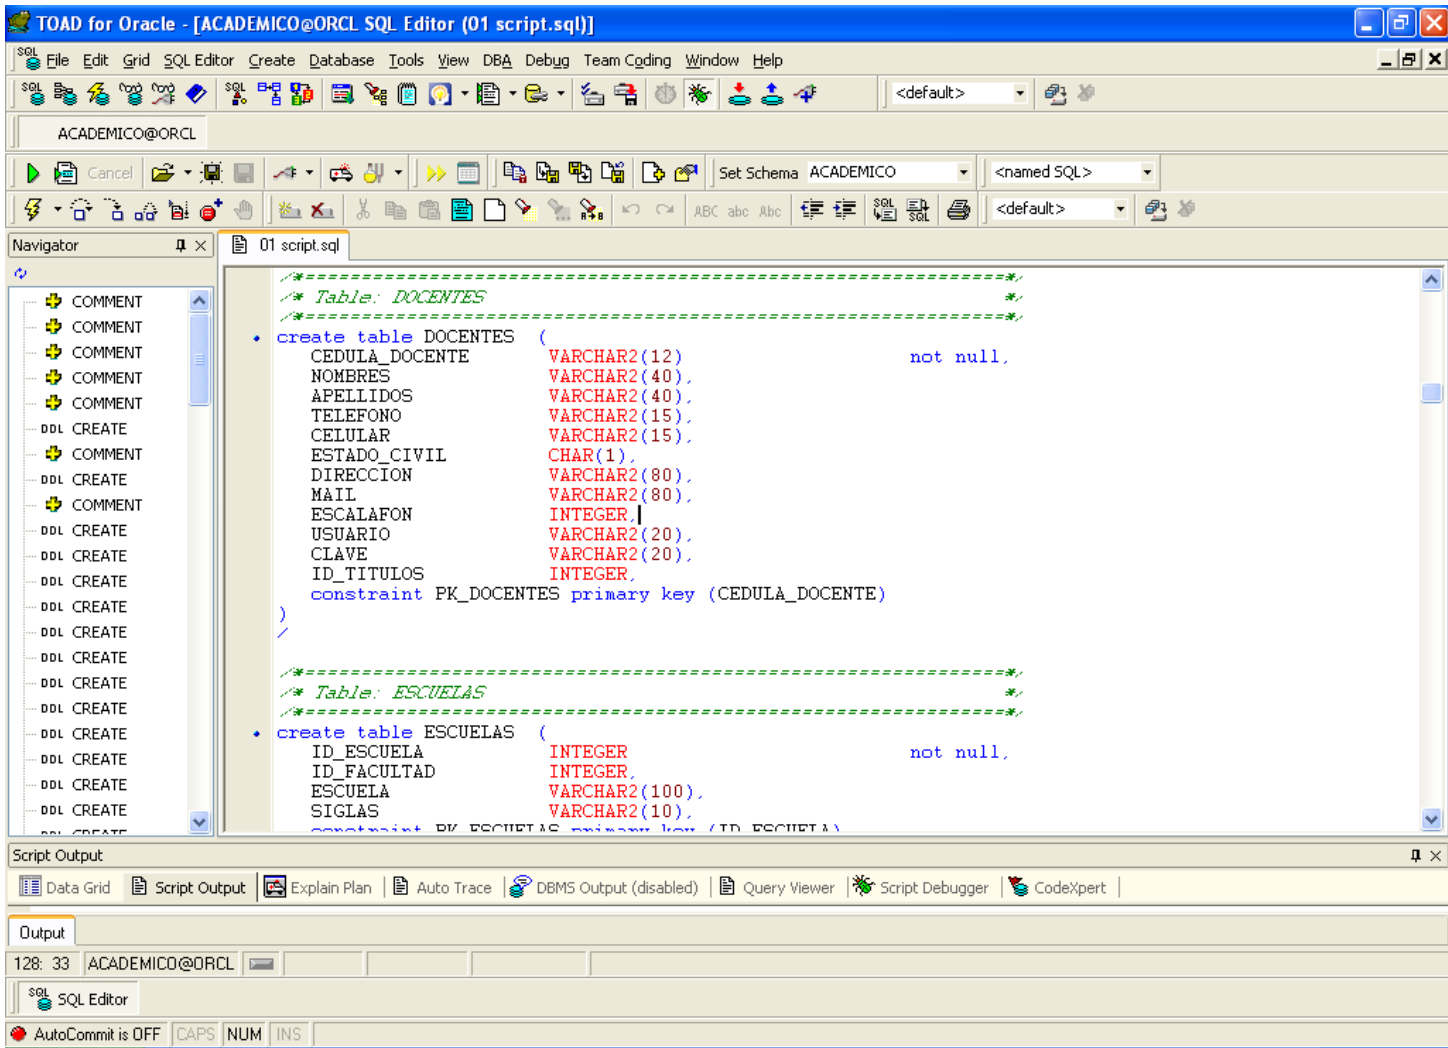 TOAD for Oracle - [ACADEMICO@ORCL SQL Editor (01 script.sql)]
File Edit Grid SQL Editor Create Database Tools View DBA Debug Team Coding Window Help
<default>
ACADEMICO@ORCL
Cancel Set Schema ACADEMICO <named SQL>
ABC abc Abc <default>
Navigator
01 script.sql
COMMENT
COMMENT
COMMENT
COMMENT
COMMENT
DDL CREATE
COMMENT
DDL CREATE
COMMENT
DDL CREATE
DDL CREATE
DDL CREATE
DDL CREATE
DDL CREATE
DDL CREATE
DDL CREATE
DDL CREATE
DDL CREATE
DDL CREATE
DDL CREATE
DDL CREATE
DDL CREATE
/*==============================================================*/
/* Table: DOCENTES */
/*==============================================================*/
create table DOCENTES (
CEDULA_DOCENTE VARCHAR2(12) not null,
NOMBRES VARCHAR2(40),
APELLIDOS VARCHAR2(40),
TELEFONO VARCHAR2(15),
CELULAR VARCHAR2(15),
ESTADO_CIVIL CHAR(1),
DIRECCION VARCHAR2(80),
MAIL VARCHAR2(80),
ESCALAFON INTEGER,
USUARIO VARCHAR2(20),
CLAVE VARCHAR2(20),
ID_TITULOS INTEGER,
constraint PK_DOCENTES primary key (CEDULA_DOCENTE)
)
/
/*==============================================================*/
/* Table: ESCUELAS */
/*==============================================================*/
create table ESCUELAS (
ID_ESCUELA INTEGER not null,
ID_FACULTAD INTEGER,
ESCUELA VARCHAR2(100),
SIGLAS VARCHAR2(10),
constraint PK_ESCUELAS primary key (ID_ESCUELA)
Script Output
Data Grid Script Output Explain Plan Auto Trace DBMS Output (disabled) Query Viewer Script Debugger CodeXpert
Output
128: 33 ACADEMICO@ORCL
SQL Editor
AutoCommit is OFF CAPS NUM INS